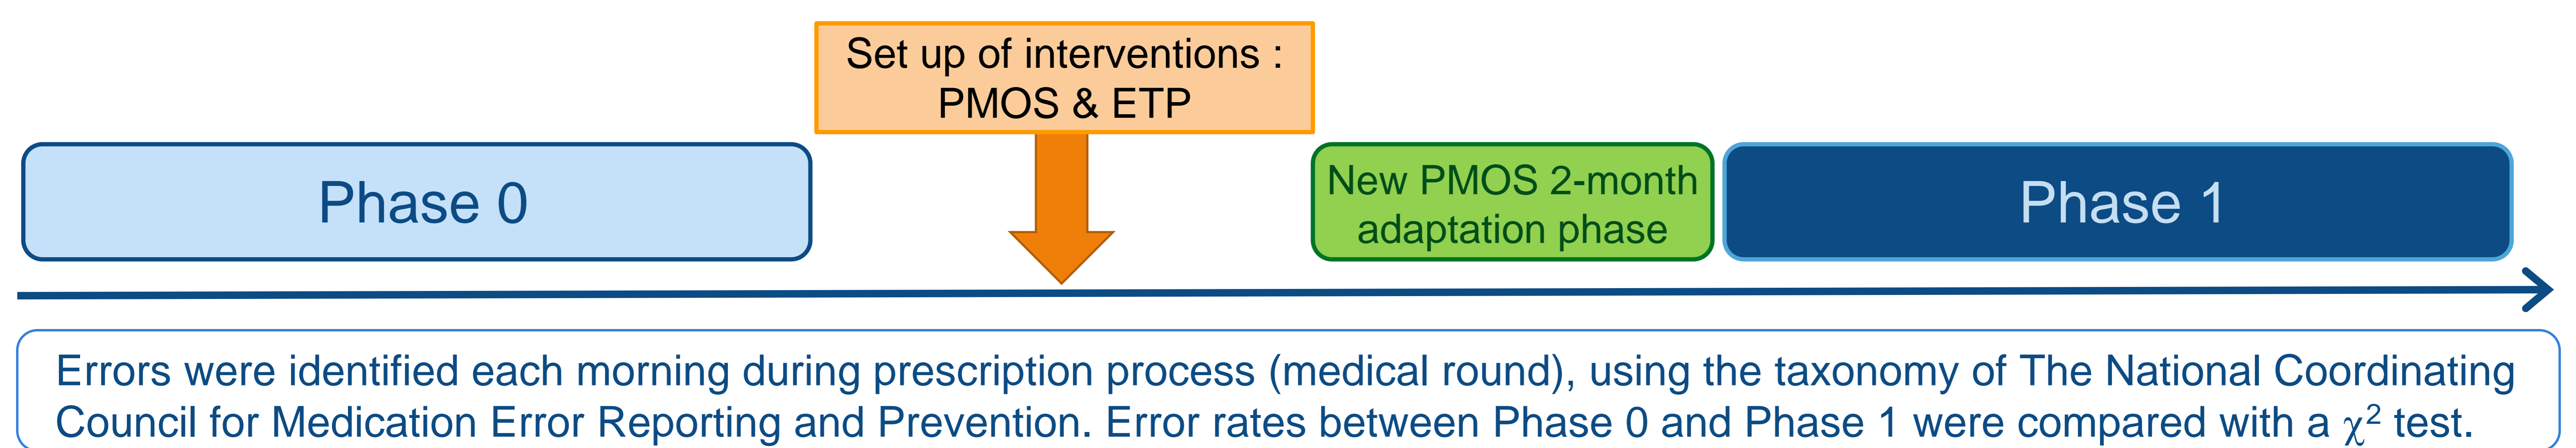 Set up of interventions :
PMOS & ETP
Phase 0
New PMOS 2-month
adaptation phase
Phase 1
Errors were identified each morning during prescription process (medical round), using the taxonomy of The National Coordinating
Council for Medication Error Reporting and Prevention. Error rates between Phase 0 and Phase 1 were compared with a χ² test.